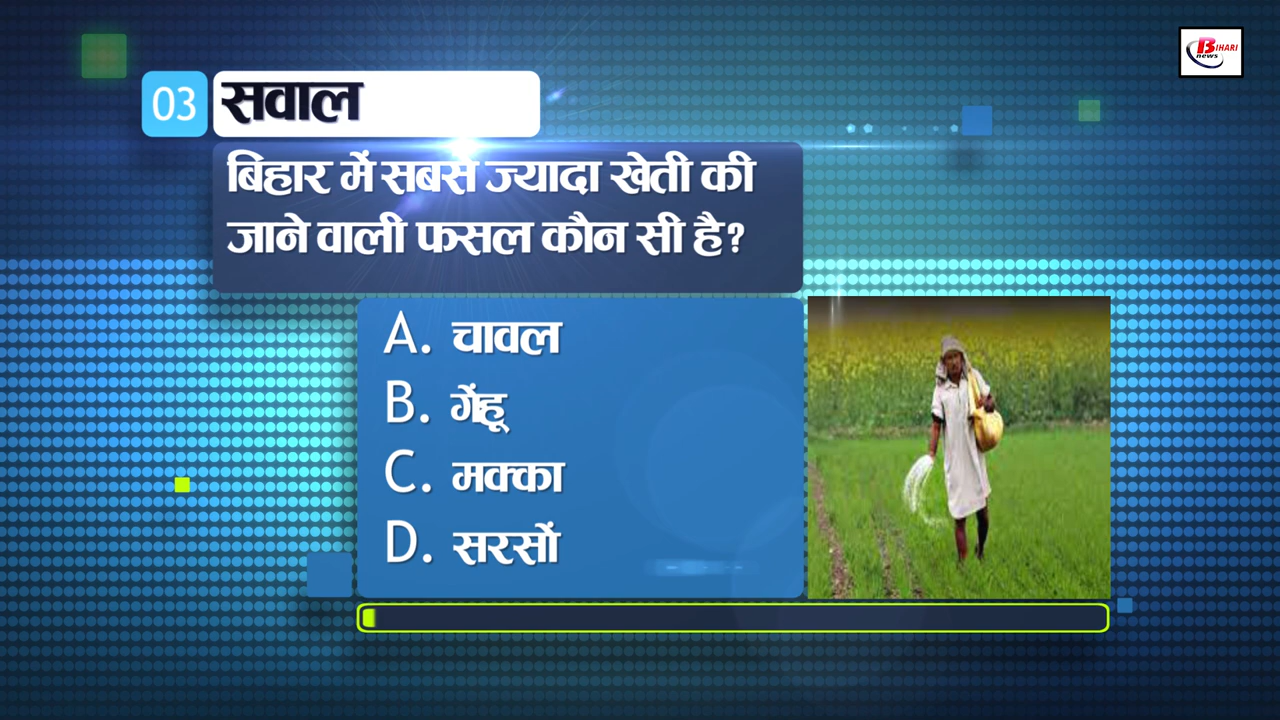 BIHARI
news
03 सवाल
बिहार में सबसे ज्यादा खेती की
जाने वाली फसल कौन सी है?
A. चावल
B. गेंहू
C. मक्का
D. सरसों